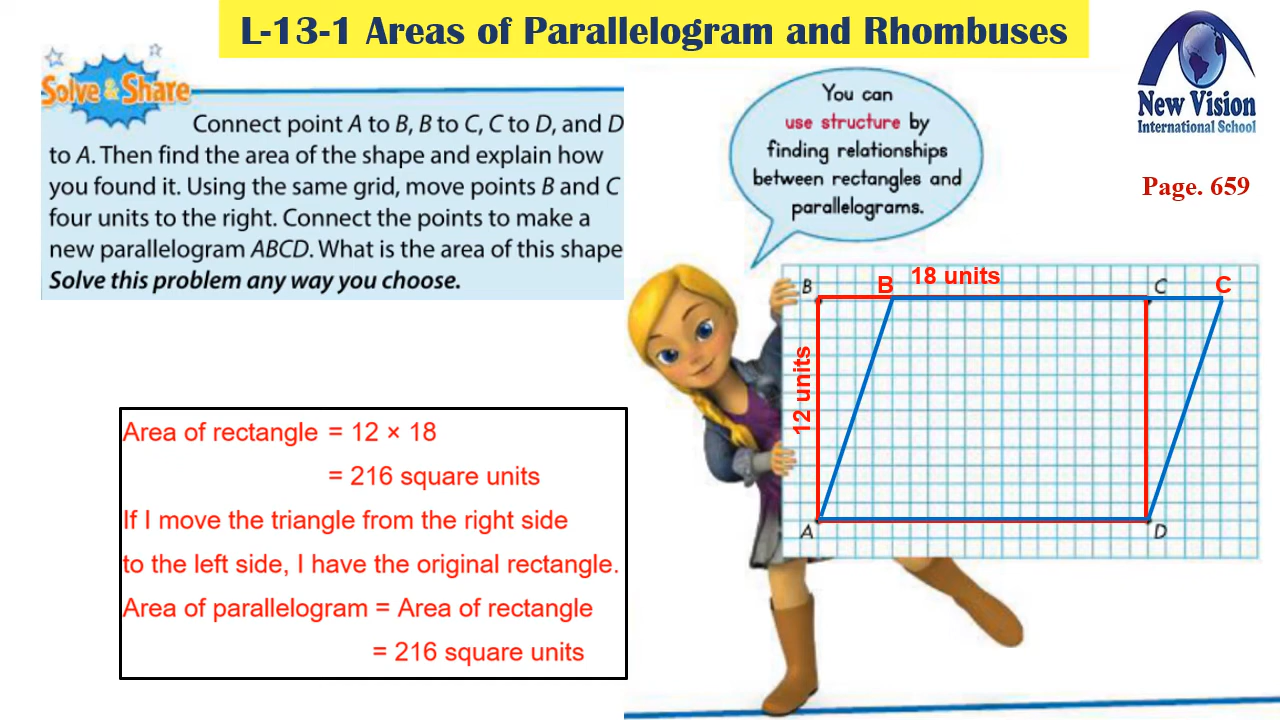 L-13-1 Areas of Parallelogram and Rhombuses
New Vision
International School
Page. 659
Solve & Share
Connect point A to B, B to C, C to D, and D
to A. Then find the area of the shape and explain how
you found it. Using the same grid, move points B and C
four units to the right. Connect the points to make a
new parallelogram ABCD. What is the area of this shape
Solve this problem any way you choose.
You can
use structure by
finding relationships
between rectangles and
parallelograms.
B
B
18 units
C
C
12 units
A
D
Area of rectangle = 12 × 18
= 216 square units
If I move the triangle from the right side
to the left side, I have the original rectangle.
Area of parallelogram = Area of rectangle
= 216 square units